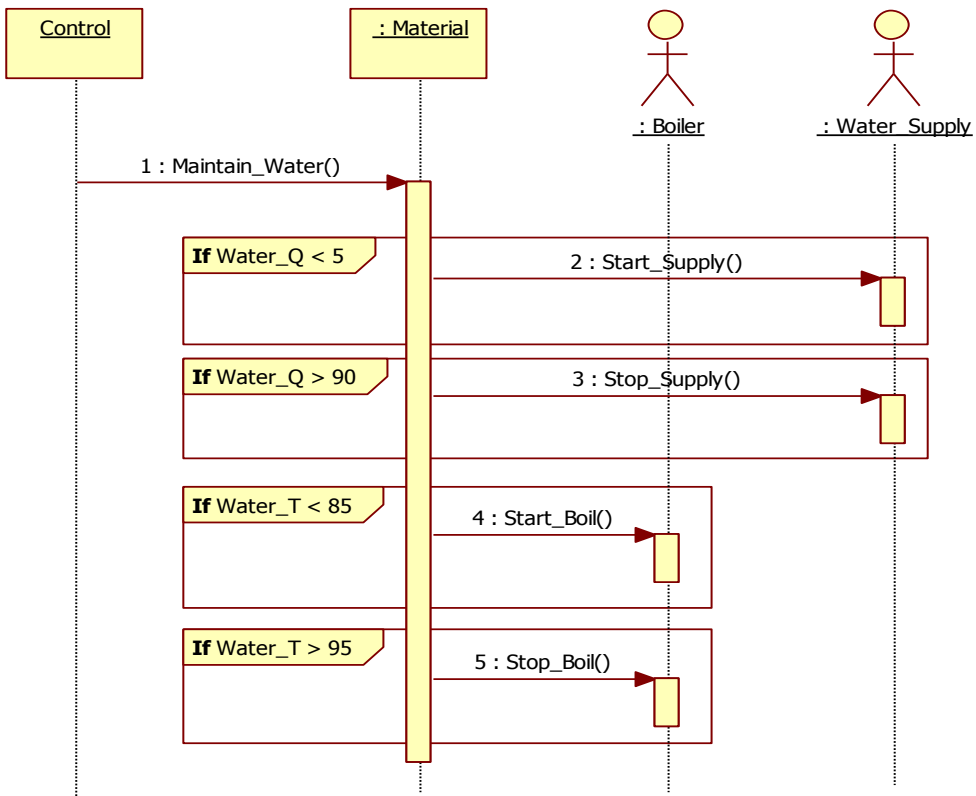 Control
: Material
: Boiler
: Water_Supply
1 : Maintain_Water()
If Water_Q < 5
2 : Start_Supply()
If Water_Q > 90
3 : Stop_Supply()
If Water_T < 85
4 : Start_Boil()
If Water_T > 95
5 : Stop_Boil()